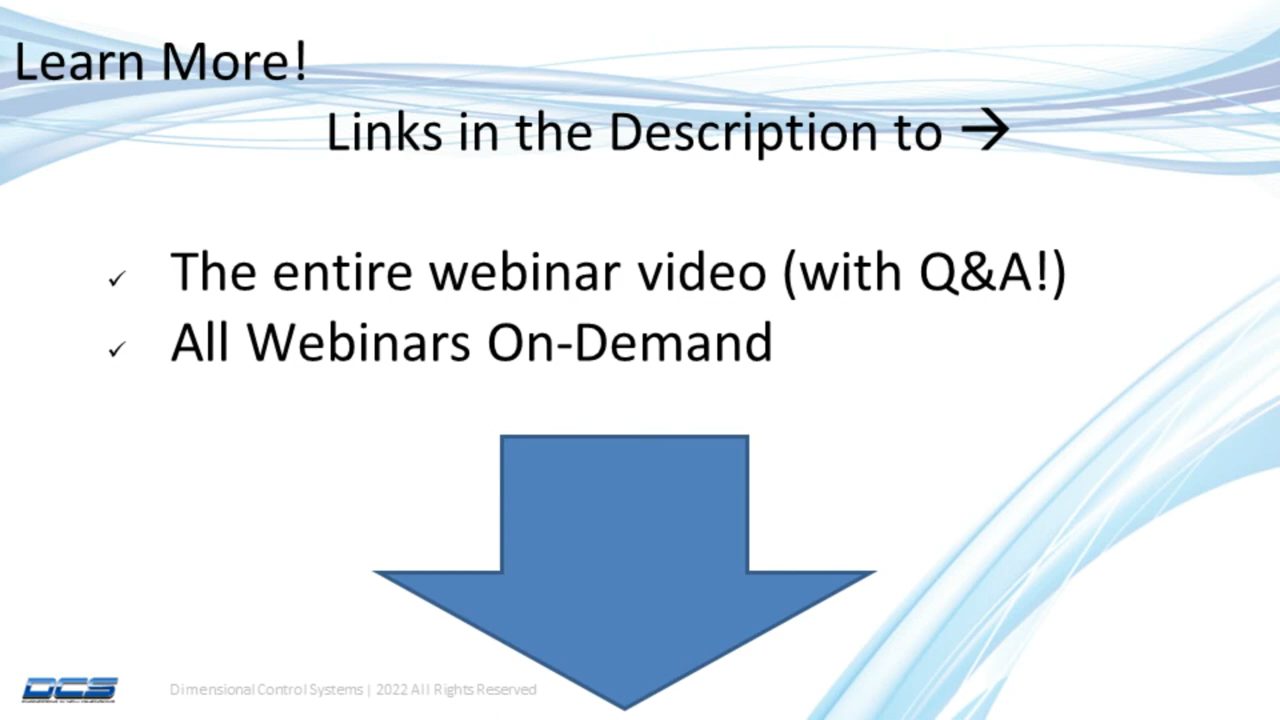 Learn More!
Links in the Description to →
✓ The entire webinar video (with Q&A!)
✓ All Webinars On-Demand
DCS
Dimensional Control Systems | 2022 All Rights Reserved